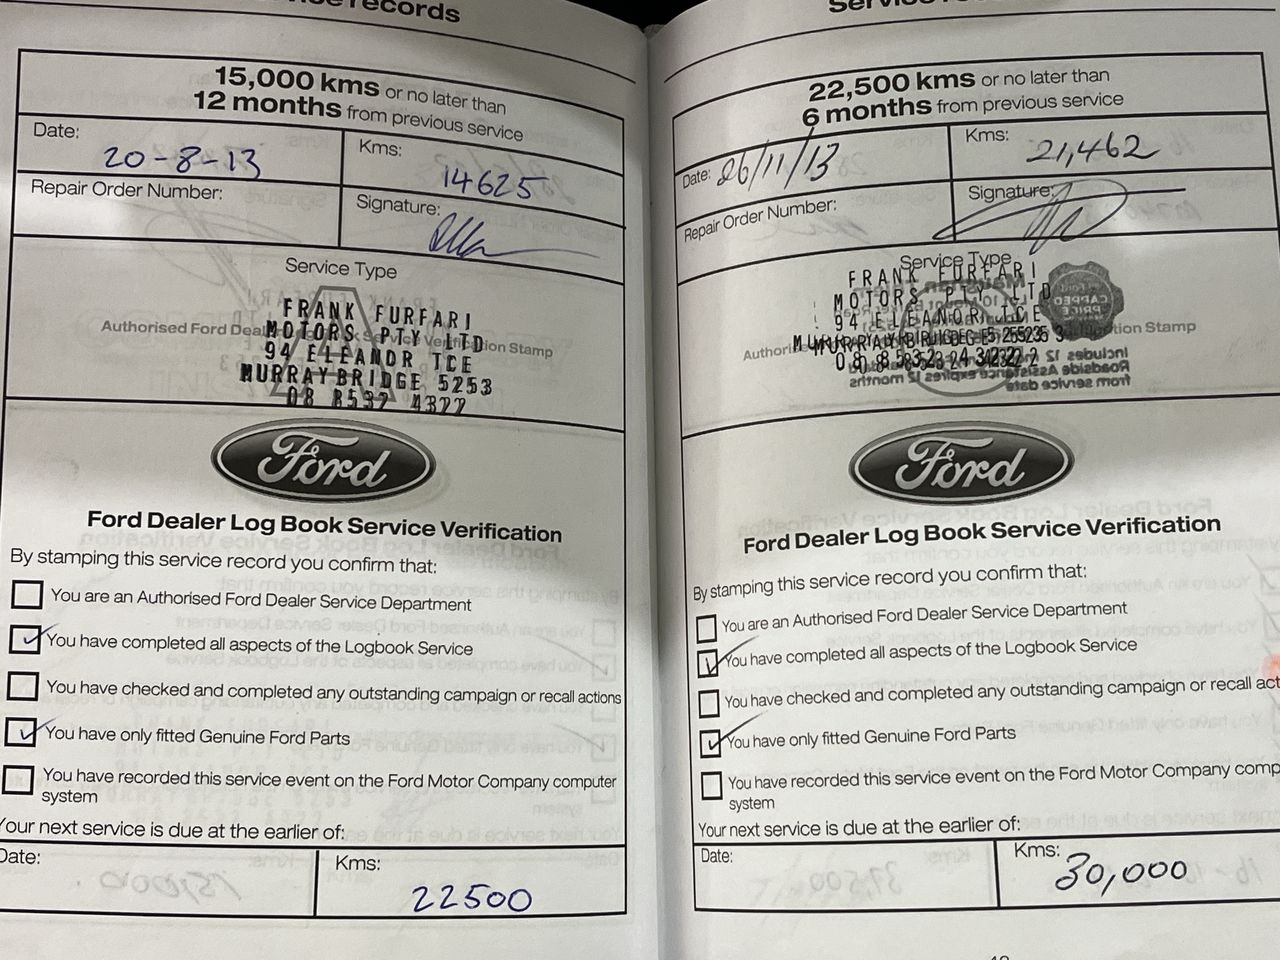 records
15,000 kms or no later than
12 months from previous service
Date:
20-8-13
Kms:
14625
Repair Order Number:
Signature:
Service Type
Authorised Ford Dealer Service Verification Stamp
FRANK FURFARI
MOTORS PTY LTD
94 ELEANOR TCE
MURRAYBRIDGE 5253
08 8532 4322
Ford
Ford Dealer Log Book Service Verification
By stamping this service record you confirm that:
You are an Authorised Ford Dealer Service Department
You have completed all aspects of the Logbook Service
You have checked and completed any outstanding campaign or recall actions
You have only fitted Genuine Ford Parts
You have recorded this service event on the Ford Motor Company computer
system
Your next service is due at the earlier of:
Date:
Kms:
22500
22,500 kms or no later than
6 months from previous service
Date: 26/11/13
Kms:
21,462
Repair Order Number:
Signature:
Service Type
FRANK FURFARI
MOTORS PTY LTD
94 ELEANOR TCE
Stamp
Ford
Ford Dealer Log Book Service Verification
By stamping this service record you confirm that:
You are an Authorised Ford Dealer Service Department
You have completed all aspects of the Logbook Service
You have checked and completed any outstanding campaign or recall act
You have only fitted Genuine Ford Parts
You have recorded this service event on the Ford Motor Company comp
system
Your next service is due at the earlier of:
Date:
Kms:
30,000